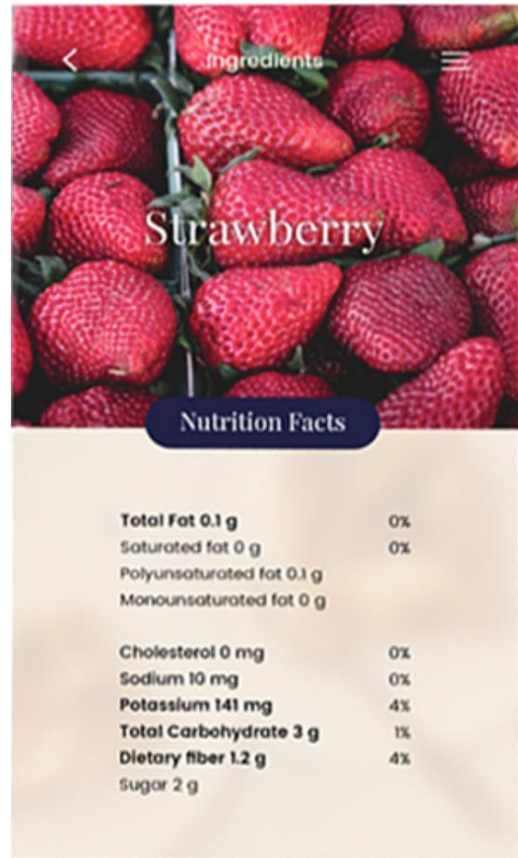 Ingredients
Strawberry
Nutrition Facts
Total Fat 0.1 g 0%
Saturated fat 0 g 0%
Polyunsaturated fat 0.1 g
Monounsaturated fat 0 g
Cholesterol 0 mg 0%
Sodium 10 mg 0%
Potassium 141 mg 4%
Total Carbohydrate 3 g 1%
Dietary fiber 1.2 g 4%
Sugar 2 g